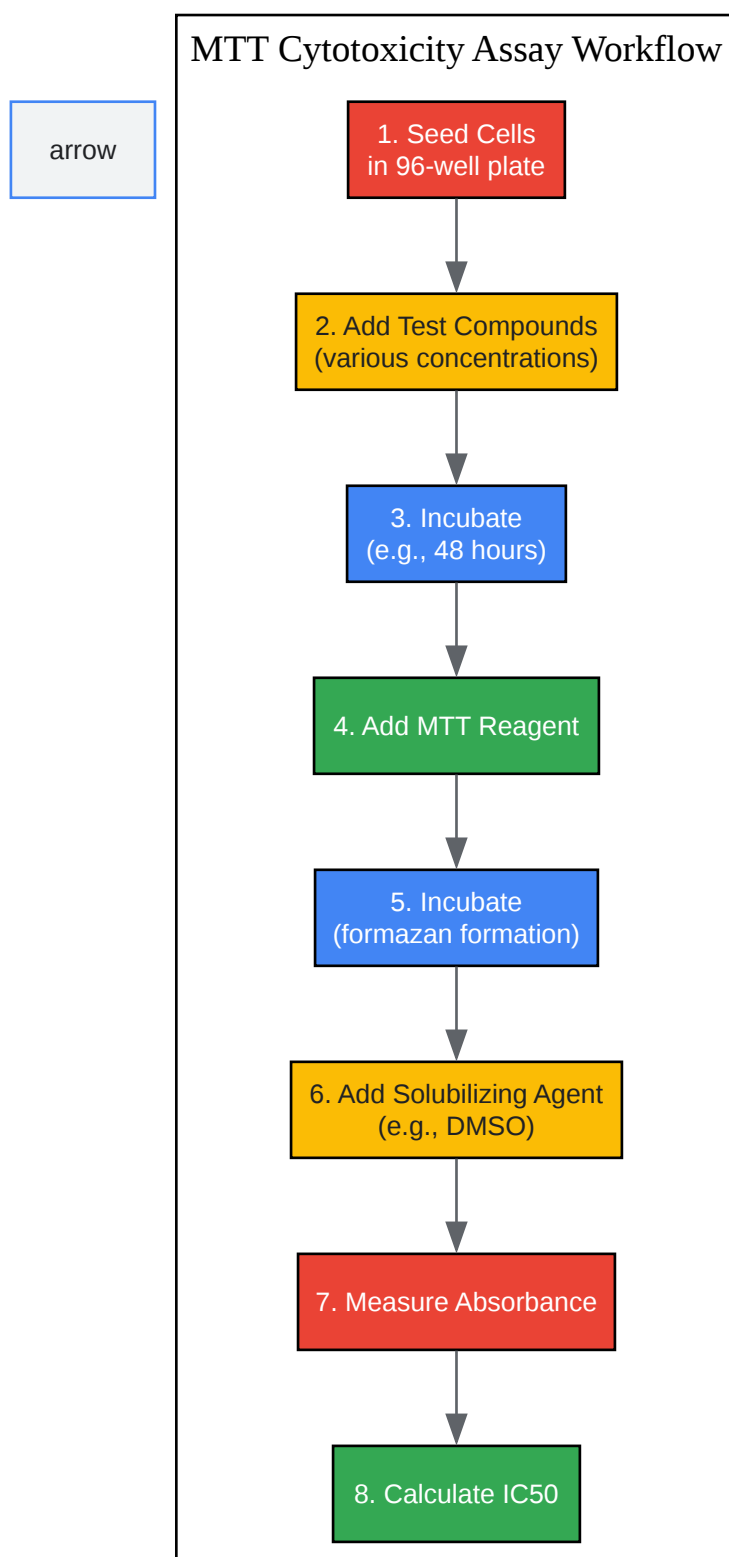 MTT Cytotoxicity Assay Workflow
arrow
1. Seed Cells
in 96-well plate
2. Add Test Compounds
(various concentrations)
3. Incubate
(e.g., 48 hours)
4. Add MTT Reagent
5. Incubate
(formazan formation)
6. Add Solubilizing Agent
(e.g., DMSO)
7. Measure Absorbance
8. Calculate IC50